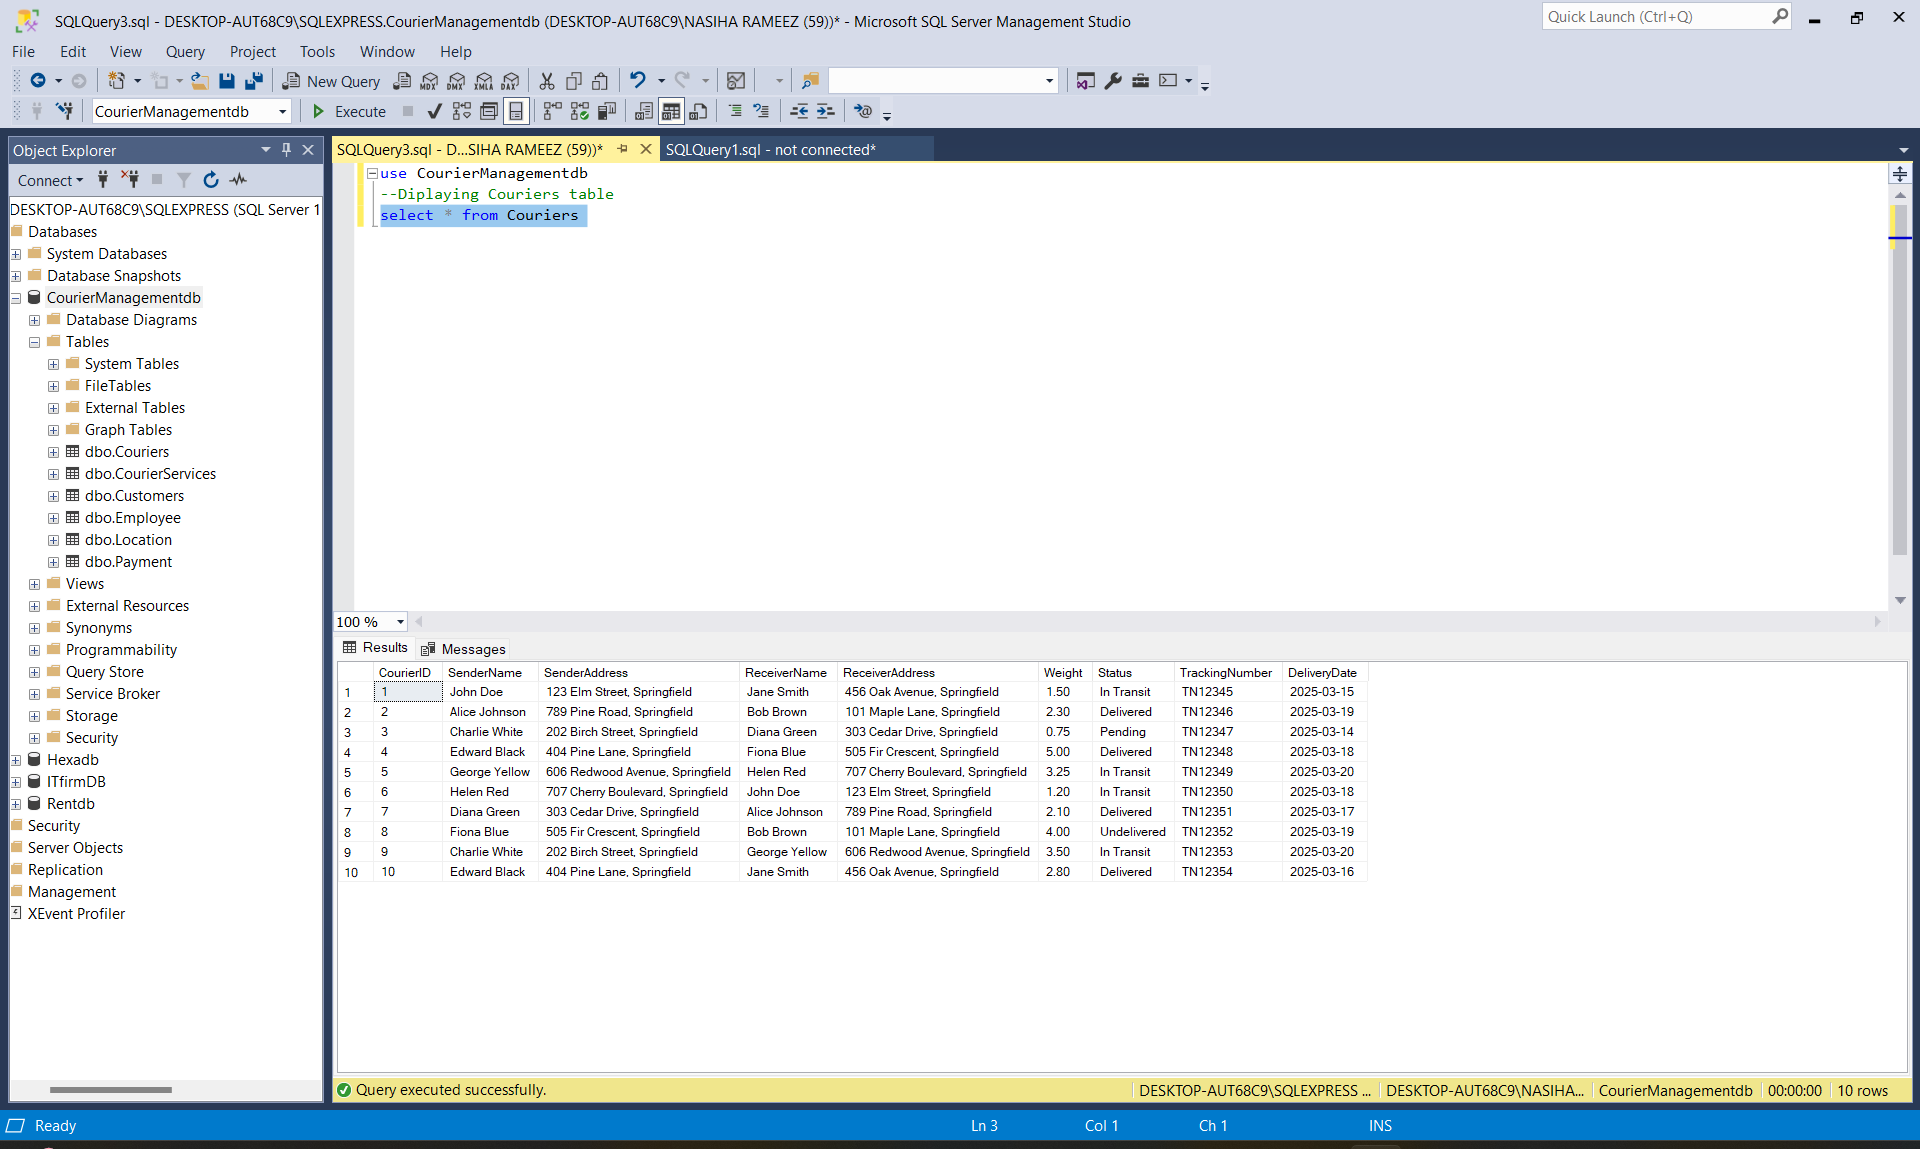 SQLQuery3.sql - DESKTOP-AUT68C9\SQLEXPRESS.CourierManagementdb (DESKTOP-AUT68C9\NASIHA RAMEEZ (59))* - Microsoft SQL Server Management Studio
Quick Launch (Ctrl+Q)
File Edit View Query Project Tools Window Help
New Query MDX DMX XMLA DAX
CourierManagementdb Execute
Object Explorer
Connect
DESKTOP-AUT68C9\SQLEXPRESS (SQL Server 1
Databases
System Databases
Database Snapshots
CourierManagementdb
Database Diagrams
Tables
System Tables
FileTables
External Tables
Graph Tables
dbo.Couriers
dbo.CourierServices
dbo.Customers
dbo.Employee
dbo.Location
dbo.Payment
Views
External Resources
Synonyms
Programmability
Query Store
Service Broker
Storage
Security
Hexadb
ITfirmDB
Rentdb
Security
Server Objects
Replication
Management
XEvent Profiler
SQLQuery3.sql - D...SIHA RAMEEZ (59))* SQLQuery1.sql - not connected*
use CourierManagementdb
--Diplaying Couriers table
select * from Couriers
100 %
Results Messages
CourierID SenderName SenderAddress ReceiverName ReceiverAddress Weight Status TrackingNumber DeliveryDate
1 1 John Doe 123 Elm Street, Springfield Jane Smith 456 Oak Avenue, Springfield 1.50 In Transit TN12345 2025-03-15
2 2 Alice Johnson 789 Pine Road, Springfield Bob Brown 101 Maple Lane, Springfield 2.30 Delivered TN12346 2025-03-19
3 3 Charlie White 202 Birch Street, Springfield Diana Green 303 Cedar Drive, Springfield 0.75 Pending TN12347 2025-03-14
4 4 Edward Black 404 Pine Lane, Springfield Fiona Blue 505 Fir Crescent, Springfield 5.00 Delivered TN12348 2025-03-18
5 5 George Yellow 606 Redwood Avenue, Springfield Helen Red 707 Cherry Boulevard, Springfield 3.25 In Transit TN12349 2025-03-20
6 6 Helen Red 707 Cherry Boulevard, Springfield John Doe 123 Elm Street, Springfield 1.20 In Transit TN12350 2025-03-18
7 7 Diana Green 303 Cedar Drive, Springfield Alice Johnson 789 Pine Road, Springfield 2.10 Delivered TN12351 2025-03-17
8 8 Fiona Blue 505 Fir Crescent, Springfield Bob Brown 101 Maple Lane, Springfield 4.00 Undelivered TN12352 2025-03-19
9 9 Charlie White 202 Birch Street, Springfield George Yellow 606 Redwood Avenue, Springfield 3.50 In Transit TN12353 2025-03-20
10 10 Edward Black 404 Pine Lane, Springfield Jane Smith 456 Oak Avenue, Springfield 2.80 Delivered TN12354 2025-03-16
Query executed successfully. DESKTOP-AUT68C9\SQLEXPRESS ... DESKTOP-AUT68C9\NASIHA... CourierManagementdb 00:00:00 10 rows
Ready Ln 3 Col 1 Ch 1 INS